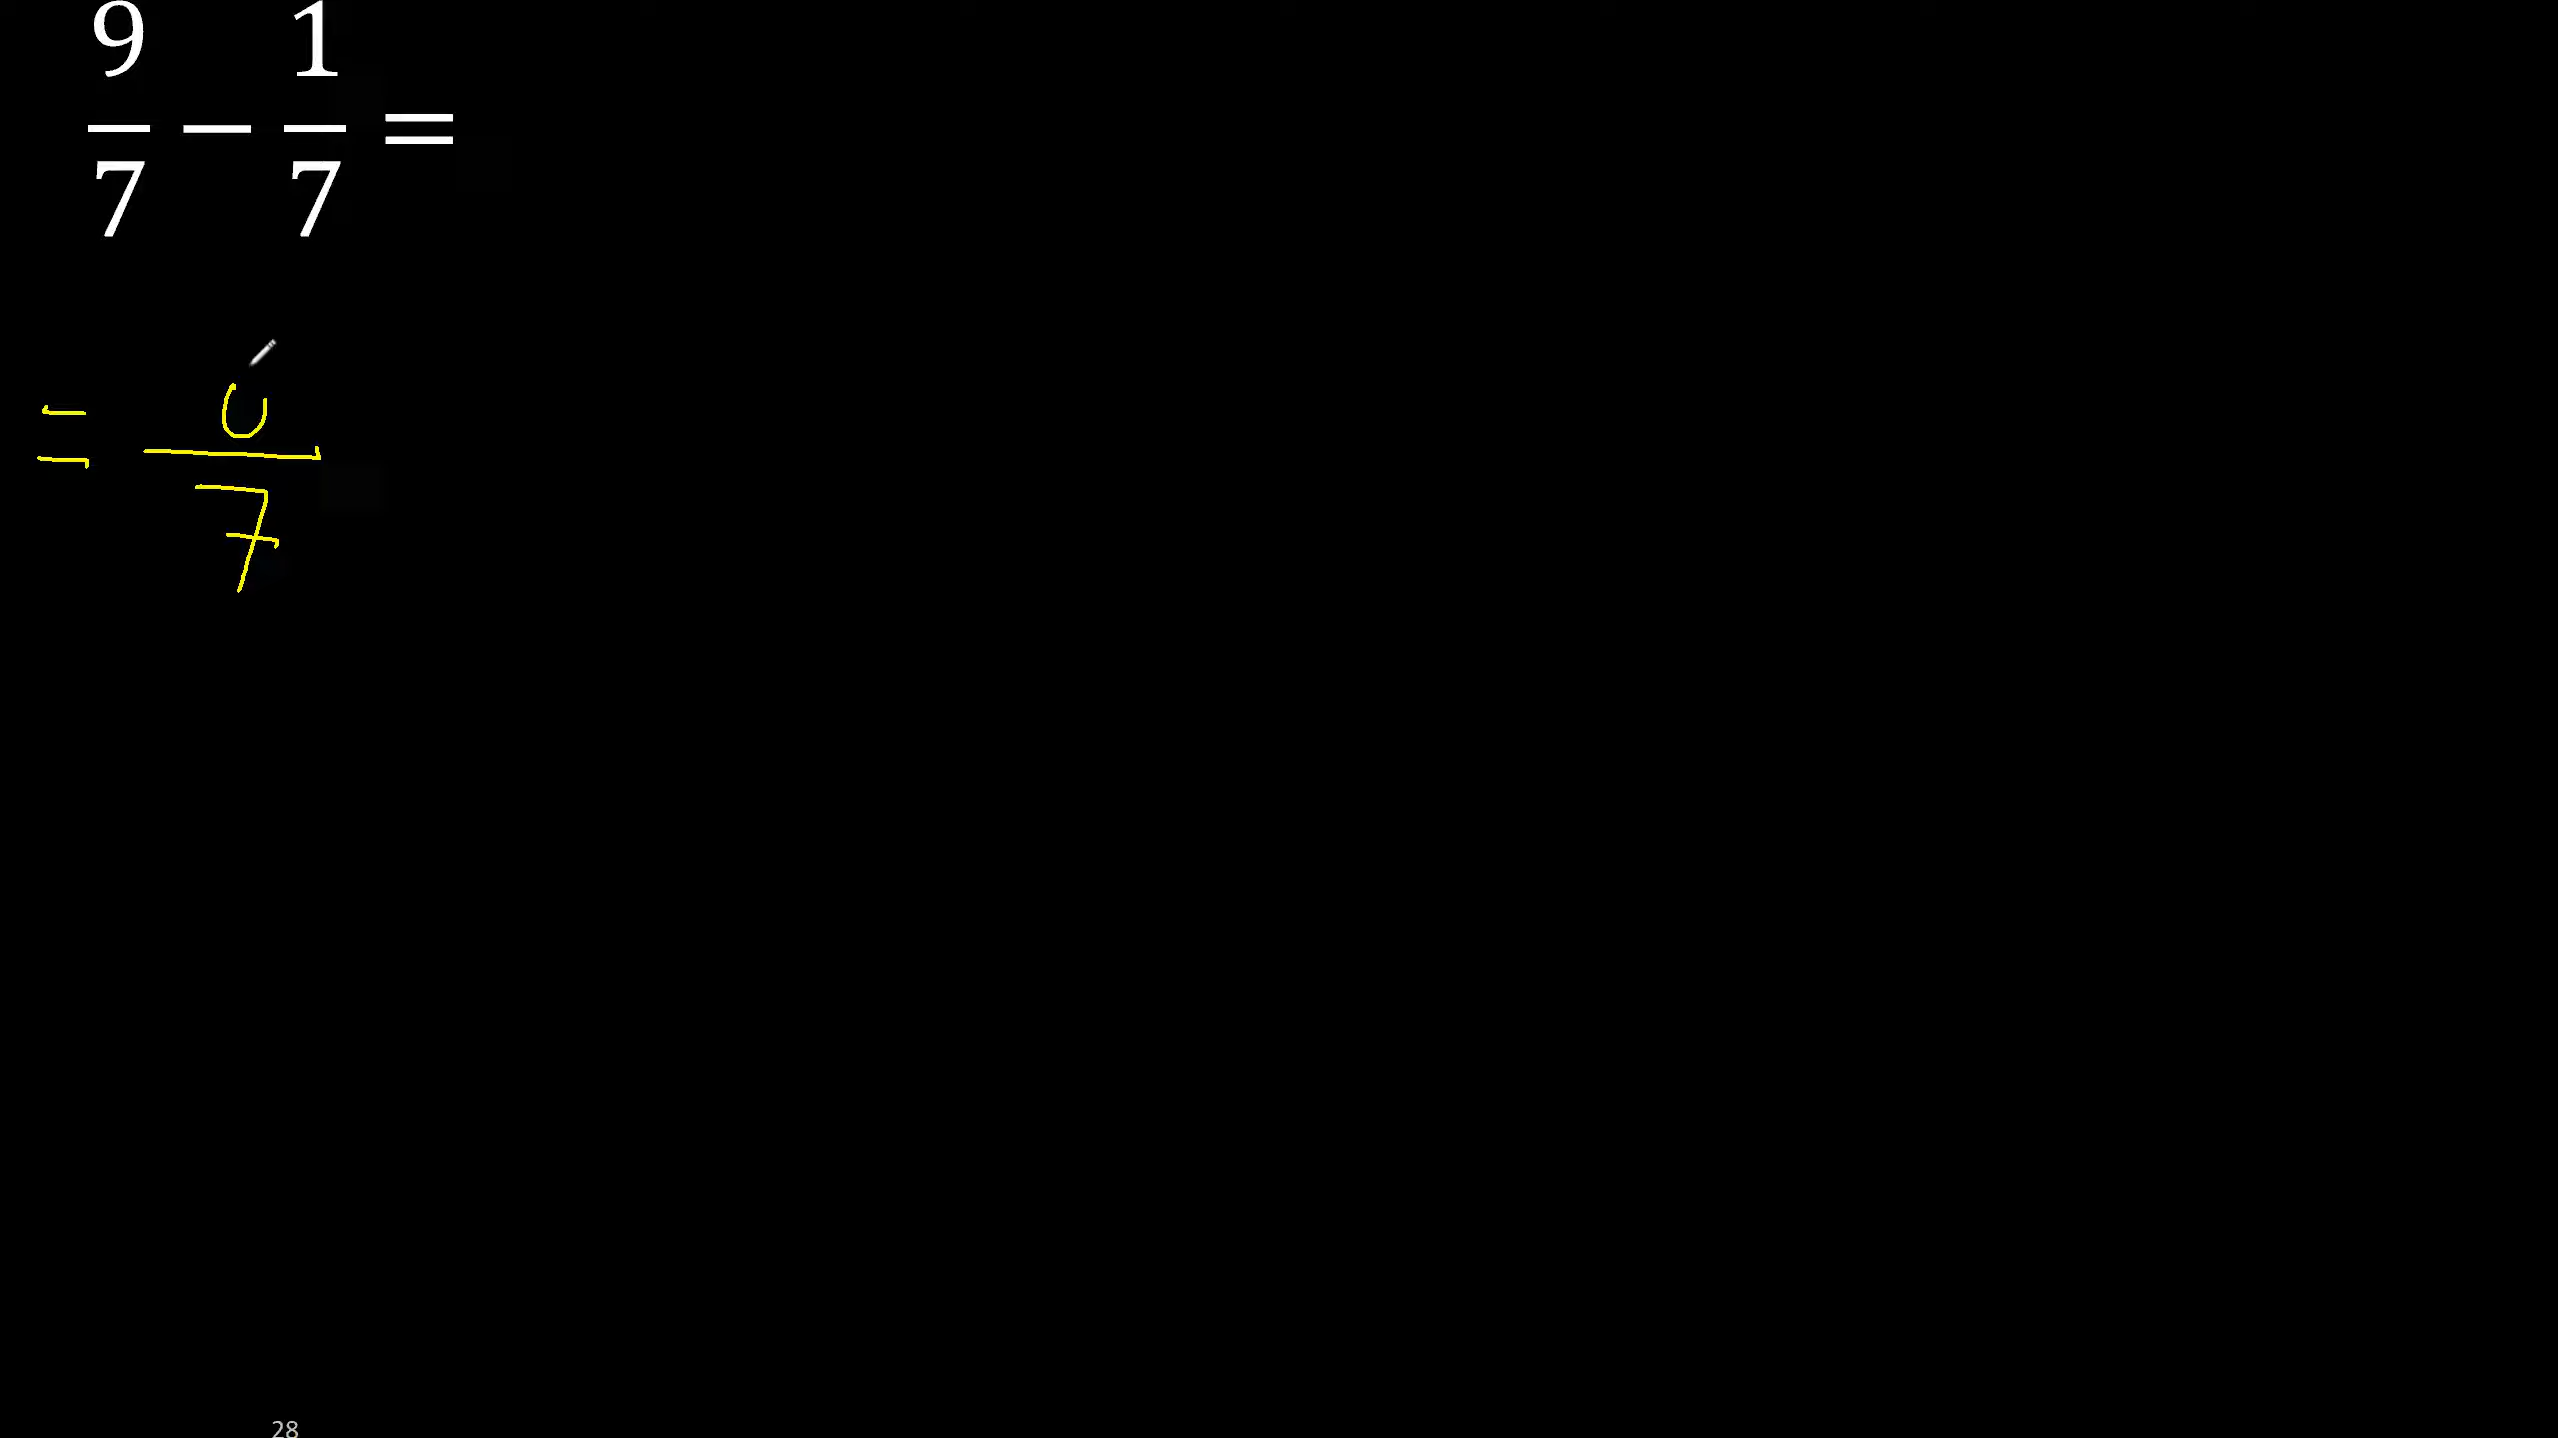 9/7 − 1/7 =
= /7
28